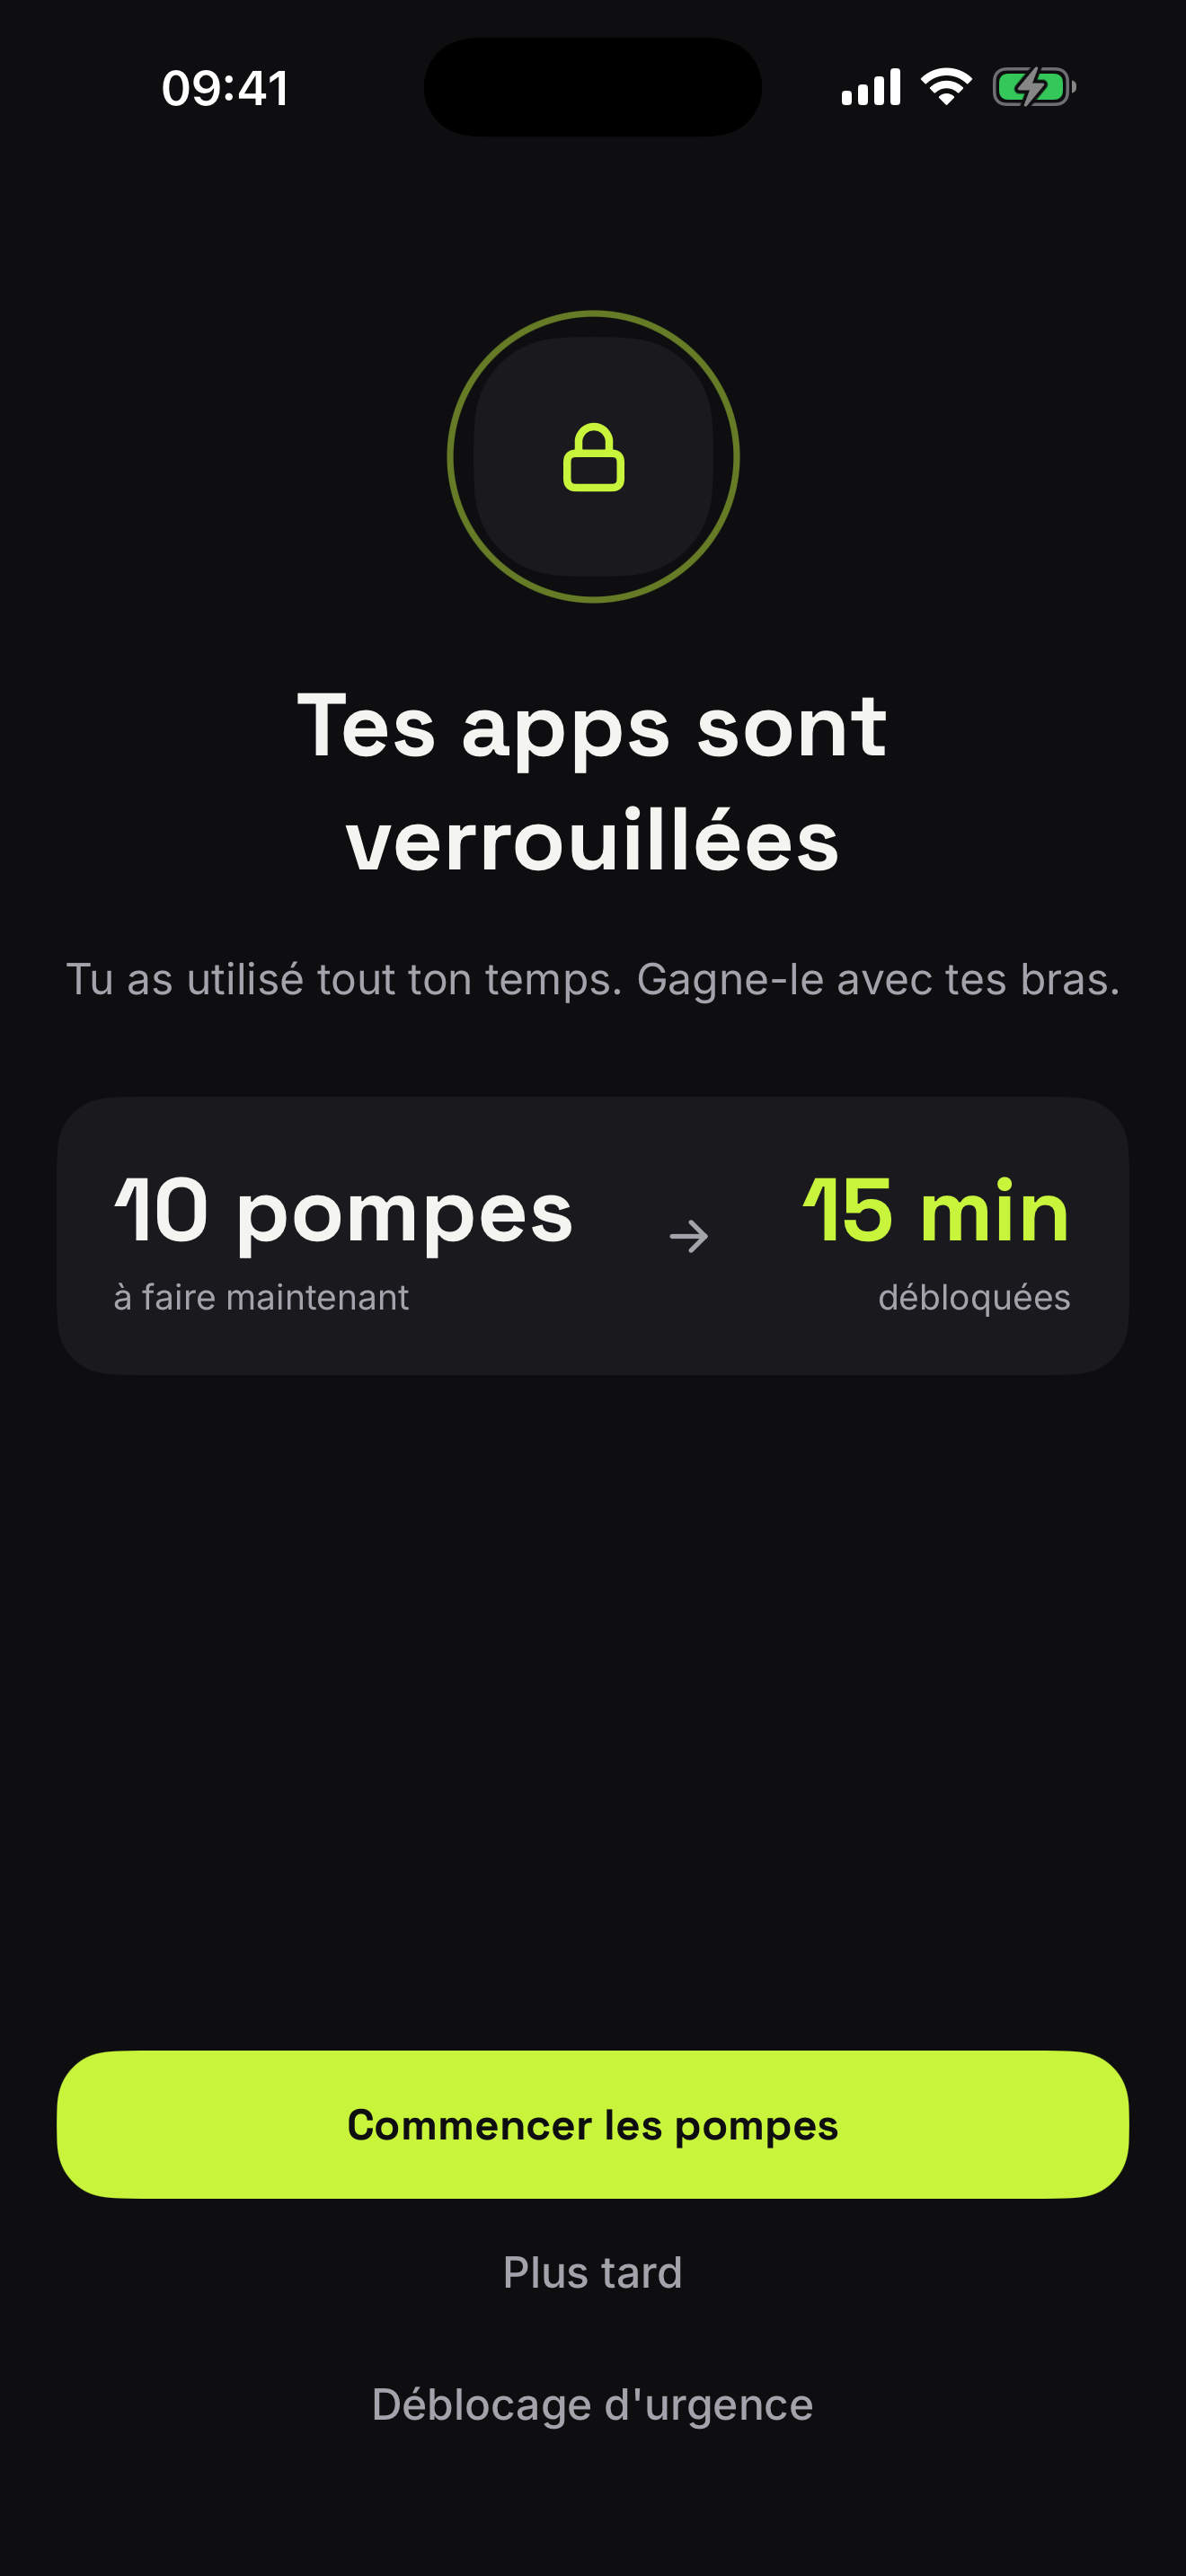 09:41
Tes apps sont
verrouillées
Tu as utilisé tout ton temps. Gagne-le avec tes bras.
10 pompes → 15 min
à faire maintenant débloquées
Commencer les pompes
Plus tard
Déblocage d'urgence